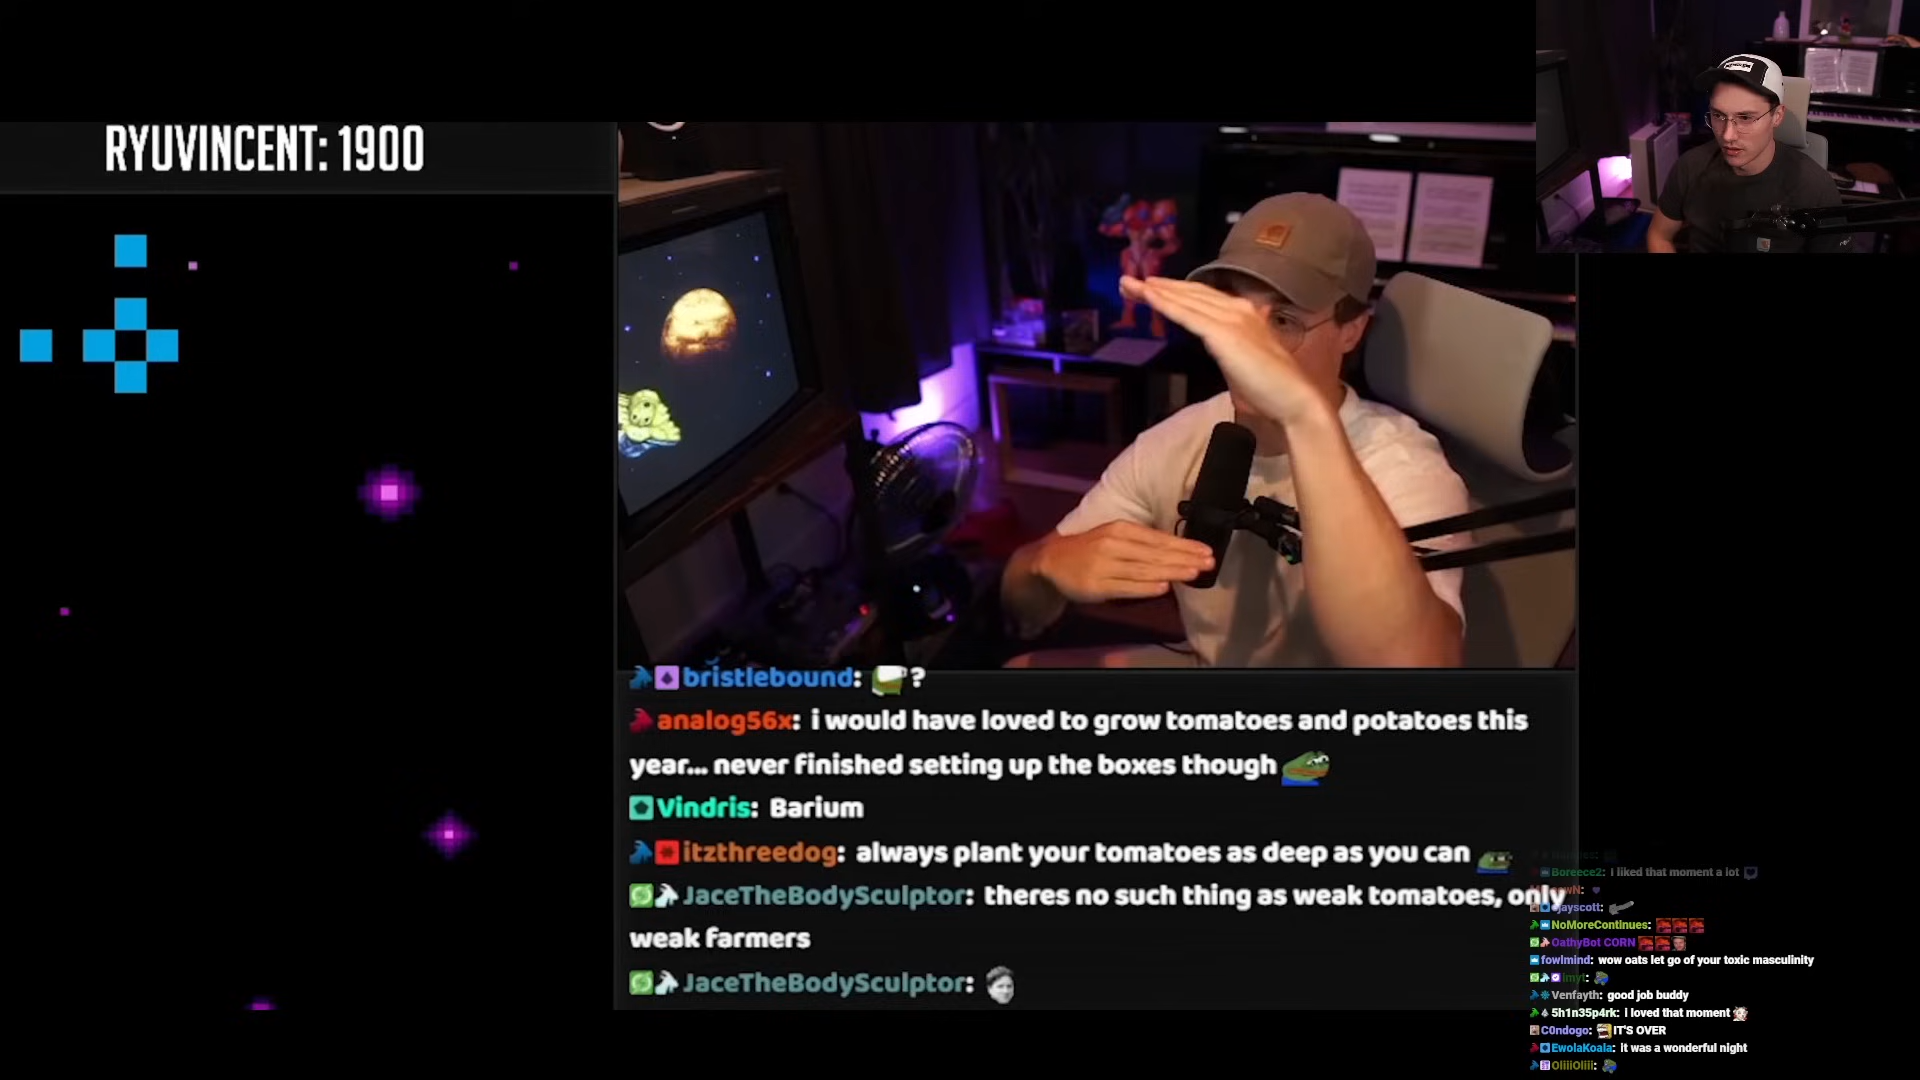 RYUVINCENT: 1900
bristlebound: ?
analog56x: i would have loved to grow tomatoes and potatoes this
year... never finished setting up the boxes though
Vindris: Barium
itzthreedog: always plant your tomatoes as deep as you can
JaceTheBodySculptor: theres no such thing as weak tomatoes, only
weak farmers
JaceTheBodySculptor:
Boreece2: i liked that moment a lot
jayscott:
NoMoreContinues:
OathyBot CORN
fowlmind: wow oats let go of your toxic masculinity
imyt:
Venfayth: good job buddy
5h1n35p4rk: i loved that moment
C0ndogo: IT'S OVER
EwolaKoala: it was a wonderful night